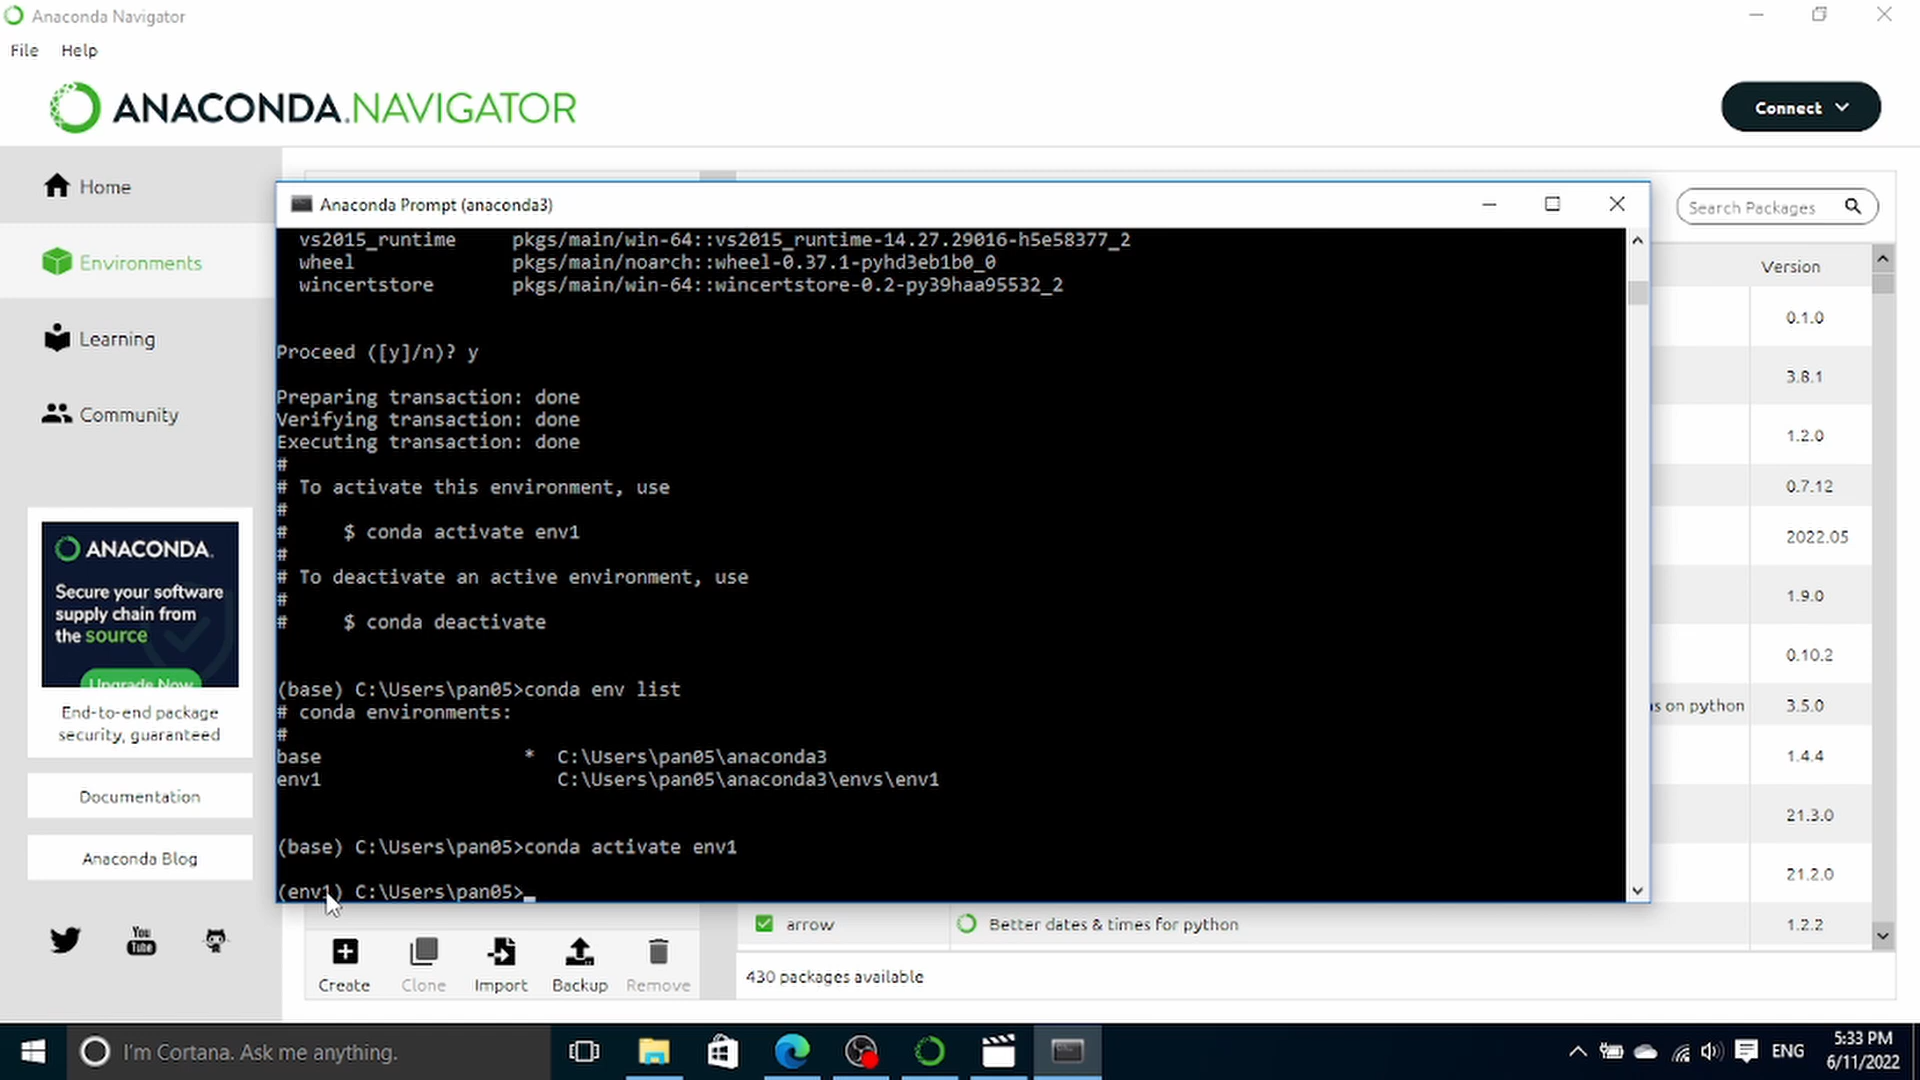 Anaconda Navigator
File Help
ANACONDA.NAVIGATOR
Connect
Home
Environments
Learning
Community
ANACONDA.
Secure your software
supply chain from
the source
Upgrade Now
End-to-end package
security, guaranteed
Documentation
Anaconda Blog
You
Tube
Anaconda Prompt (anaconda3)
vs2015_runtime pkgs/main/win-64::vs2015_runtime-14.27.29016-h5e58377_2
wheel pkgs/main/noarch::wheel-0.37.1-pyhd3eb1b0_0
wincertstore pkgs/main/win-64::wincertstore-0.2-py39haa95532_2
Proceed ([y]/n)? y
Preparing transaction: done
Verifying transaction: done
Executing transaction: done
#
# To activate this environment, use
#
# $ conda activate env1
#
# To deactivate an active environment, use
#
# $ conda deactivate
(base) C:\Users\pan05>conda env list
# conda environments:
#
base * C:\Users\pan05\anaconda3
env1 C:\Users\pan05\anaconda3\envs\env1
(base) C:\Users\pan05>conda activate env1
(env1) C:\Users\pan05>_
Search Packages
Version
0.1.0
3.8.1
1.2.0
0.7.12
2022.05
1.9.0
0.10.2
on python 3.5.0
1.4.4
21.3.0
21.2.0
arrow Better dates & times for python 1.2.2
430 packages available
Create Clone Import Backup Remove
I'm Cortana. Ask me anything.
ENG
5:33 PM
6/11/2022